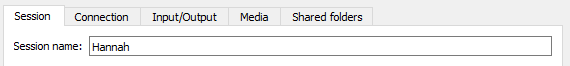 Session Connection Input/Output Media Shared folders
Session name: Hannah